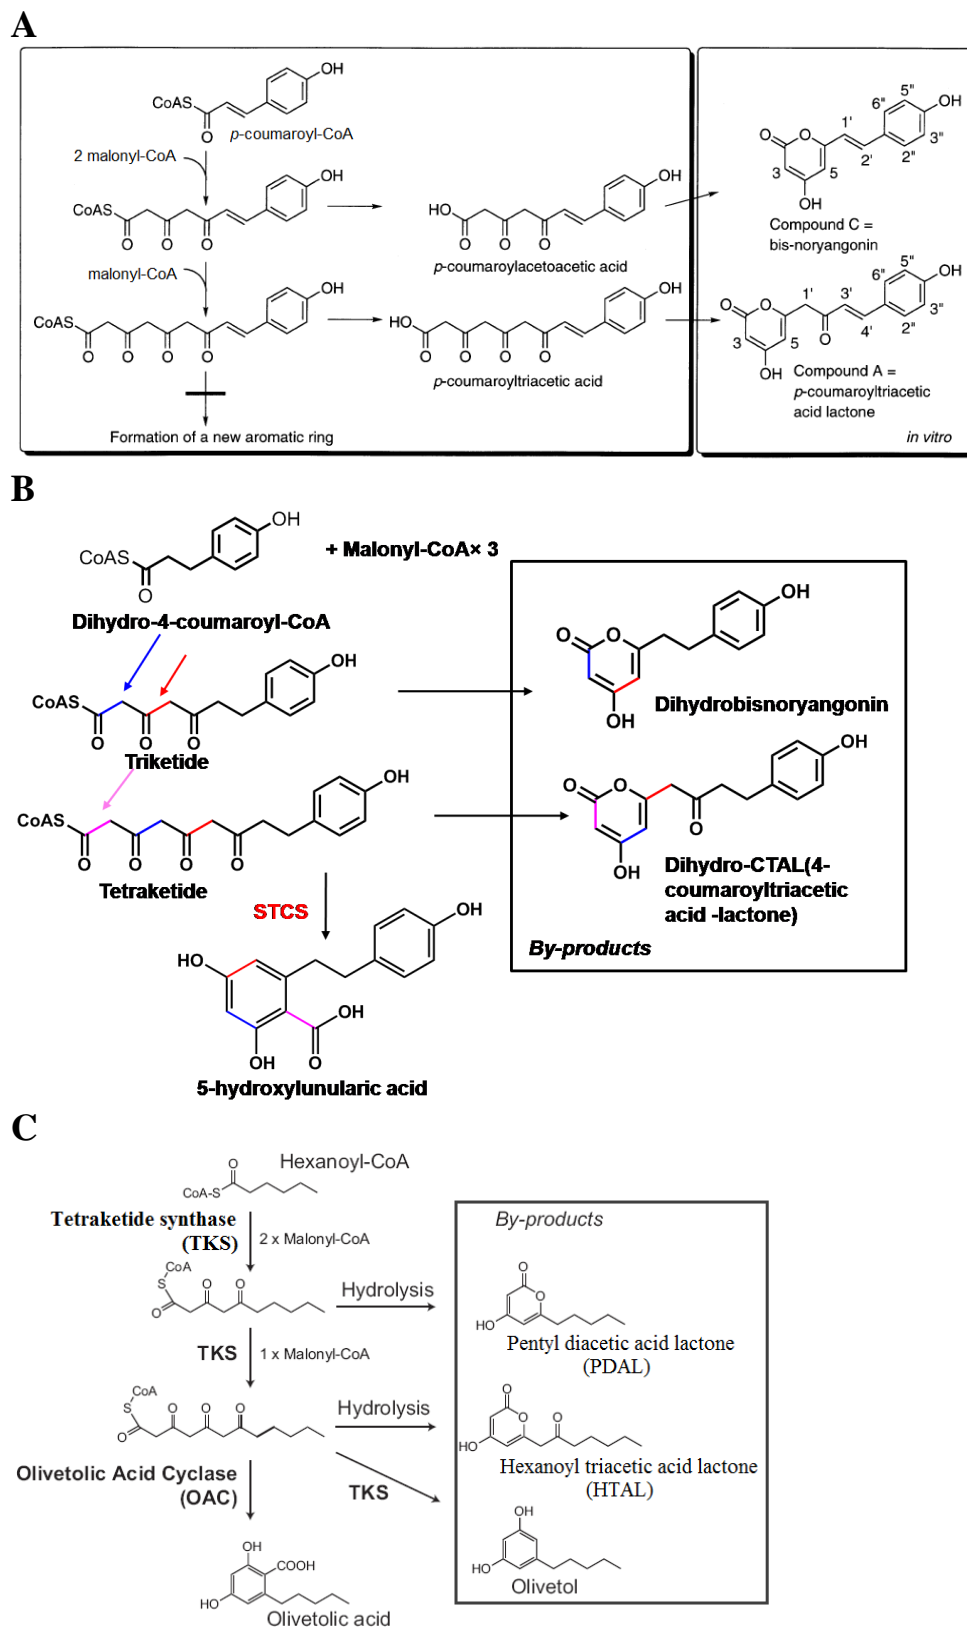 A
CoAS
O
OH
p-coumaroyl-CoA
2 malonyl-CoA
CoAS
O
O
O
OH
HO
O
O
O
OH
p-coumaroylacetoacetic acid
malonyl-CoA
CoAS
O
O
O
O
OH
HO
O
O
O
O
OH
p-coumaroyltriacetic acid
Formation of a new aromatic ring
O
O
3
5
OH
1'
2'
6"
5"
OH
3"
2"
Compound C =
bis-noryangonin
O
O
3
5
OH
1'
O
3'
4'
6"
5"
OH
3"
2"
Compound A =
p-coumaroyltriacetic
acid lactone
in vitro
B
CoAS
O
OH
+ Malonyl-CoA× 3
Dihydro-4-coumaroyl-CoA
CoAS
O
O
O
OH
Triketide
O
O
OH
OH
Dihydrobisnoryangonin
CoAS
O
O
O
O
OH
Tetraketide
O
O
OH
O
OH
Dihydro-CTAL(4-
coumaroyltriacetic
acid -lactone)
By-products
STCS
HO
OH
OH
O
OH
5-hydroxylunularic acid
C
O
Hexanoyl-CoA
CoA-S
Tetraketide synthase
(TKS)
2 x Malonyl-CoA
By-products
CoA
S
O
O
O
Hydrolysis
O
O
HO
Pentyl diacetic acid lactone
(PDAL)
TKS
1 x Malonyl-CoA
CoA
S
O
O
O
O
Hydrolysis
O
O
O
HO
Hexanoyl triacetic acid lactone
(HTAL)
Olivetolic Acid Cyclase
(OAC)
TKS
OH
HO
Olivetol
OH
COOH
HO
Olivetolic acid